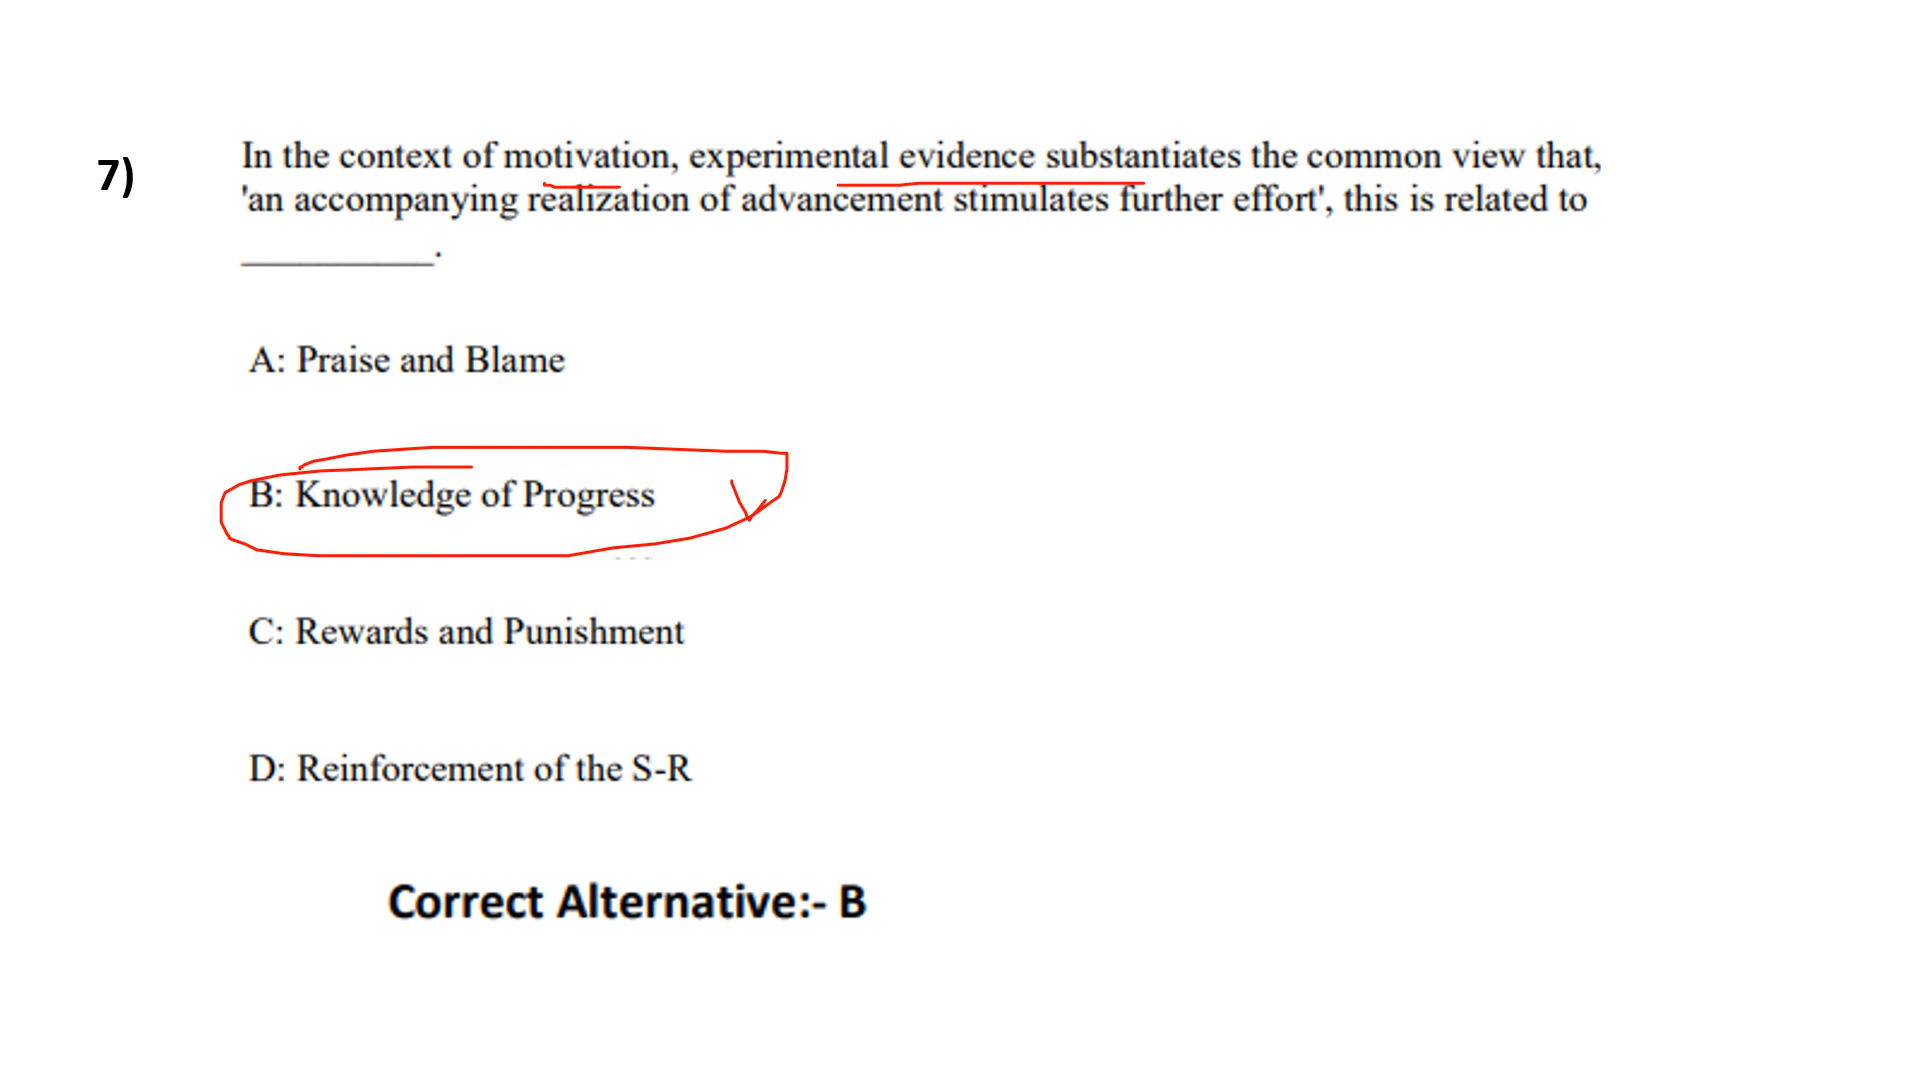 7)
In the context of motivation, experimental evidence substantiates the common view that,
'an accompanying realization of advancement stimulates further effort', this is related to
__________.
A: Praise and Blame
B: Knowledge of Progress
C: Rewards and Punishment
D: Reinforcement of the S-R
Correct Alternative:- B